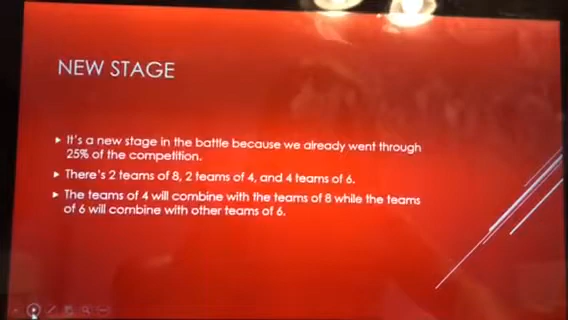 NEW STAGE
It's a new stage in the battle because we already went through
25% of the competition.
There's 2 teams of 8, 2 teams of 4, and 4 teams of 6.
The teams of 4 will combine with the teams of 8 while the teams
of 6 will combine with other teams of 6.